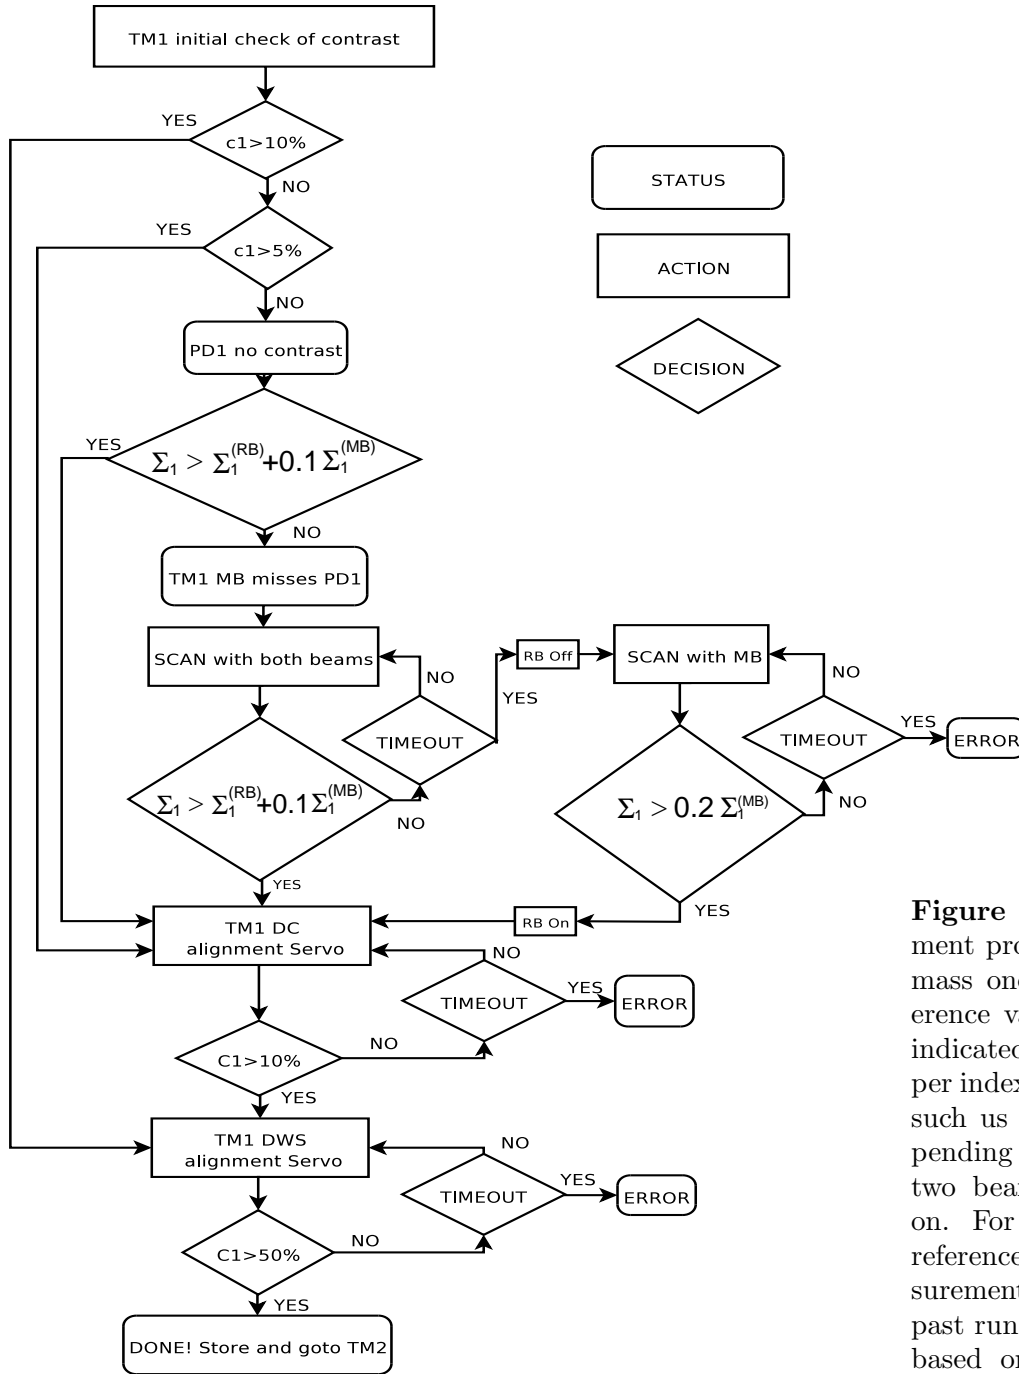 TM1 initial check of contrast
YES
c1>10%
NO
YES
c1>5%
NO
PD1 no contrast
YES
Σ₁ > Σ₁^(RB)+0.1 Σ₁^(MB)
NO
TM1 MB misses PD1
SCAN with both beams
NO
TIMEOUT
YES
Σ₁ > Σ₁^(RB)+0.1 Σ₁^(MB)
NO
YES
RB Off
SCAN with MB
NO
TIMEOUT
YES
ERROR
NO
Σ₁ > 0.2 Σ₁^(MB)
YES
RB On
TM1 DC
alignment Servo
NO
TIMEOUT
YES
ERROR
C1>10%
NO
YES
TM1 DWS
alignment Servo
NO
TIMEOUT
YES
ERROR
C1>50%
NO
YES
DONE! Store and goto TM2
STATUS
ACTION
DECISION
Figure
ment pro
mass on
erence va
indicated
per index
such us
pending
two bear
on. For
reference
surement
past run
based or